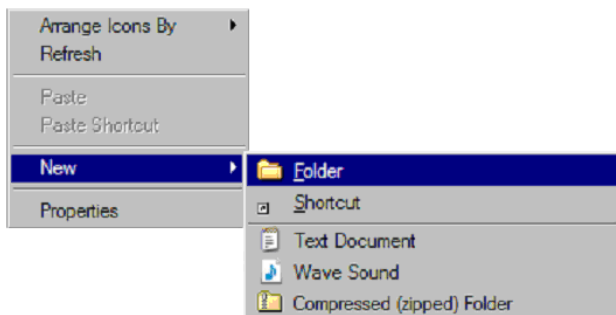 Arrange Icons By
Refresh
Paste
Paste Shortcut
New
Properties
Folder
Shortcut
Text Document
Wave Sound
Compressed (zipped) Folder